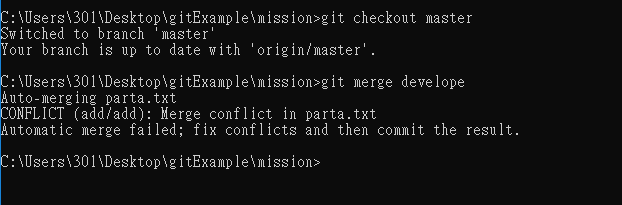 C:\Users\301\Desktop\gitExample\mission>git checkout master
Switched to branch 'master'
Your branch is up to date with 'origin/master'.
C:\Users\301\Desktop\gitExample\mission>git merge develope
Auto-merging parta.txt
CONFLICT (add/add): Merge conflict in parta.txt
Automatic merge failed; fix conflicts and then commit the result.
C:\Users\301\Desktop\gitExample\mission>